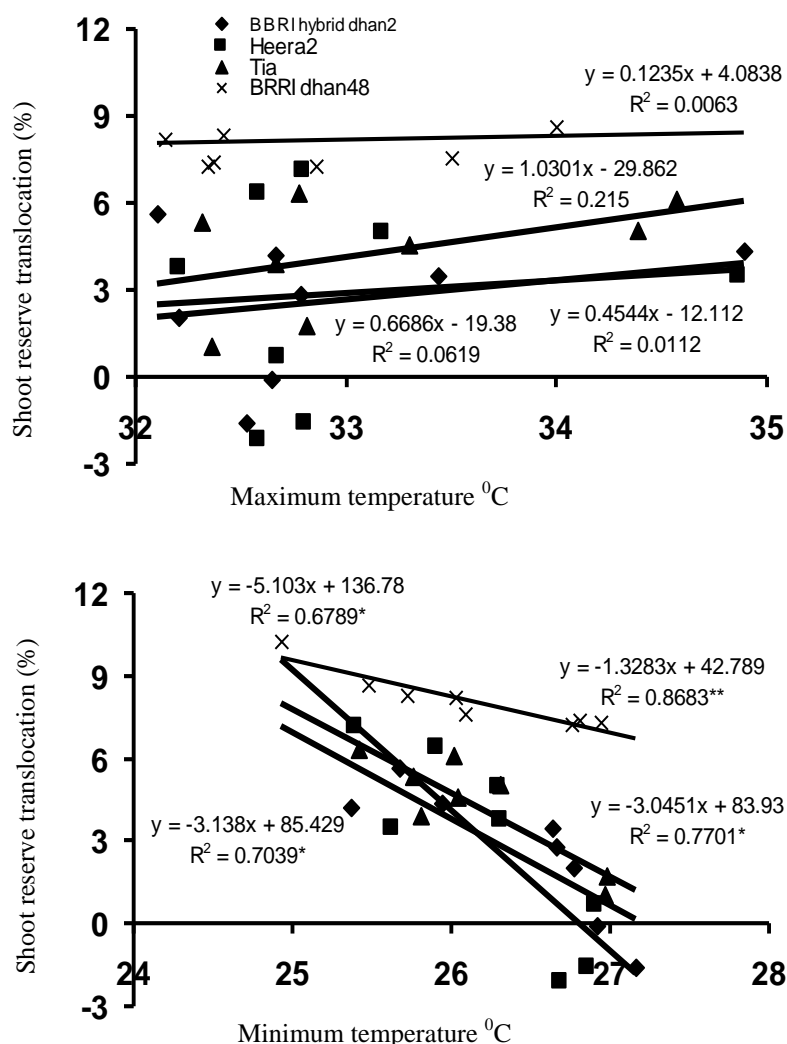 12
BBRI hybrid dhan2
Heera2
Tia
BRRI dhan48
y = 0.1235x + 4.0838
R² = 0.0063
9
y = 1.0301x - 29.862
R² = 0.215
6
3
y = 0.6686x - 19.38
R² = 0.0619
y = 0.4544x - 12.112
R² = 0.0112
0
32 33 34 35
-3
Shoot reserve translocation (%)
Maximum temperature ⁰C
12
y = -5.103x + 136.78
R² = 0.6789*
9
y = -1.3283x + 42.789
R² = 0.8683**
6
3
y = -3.138x + 85.429
R² = 0.7039*
y = -3.0451x + 83.93
R² = 0.7701*
0
24 25 26 27 28
-3
Shoot reserve translocation (%)
Minimum temperature ⁰C